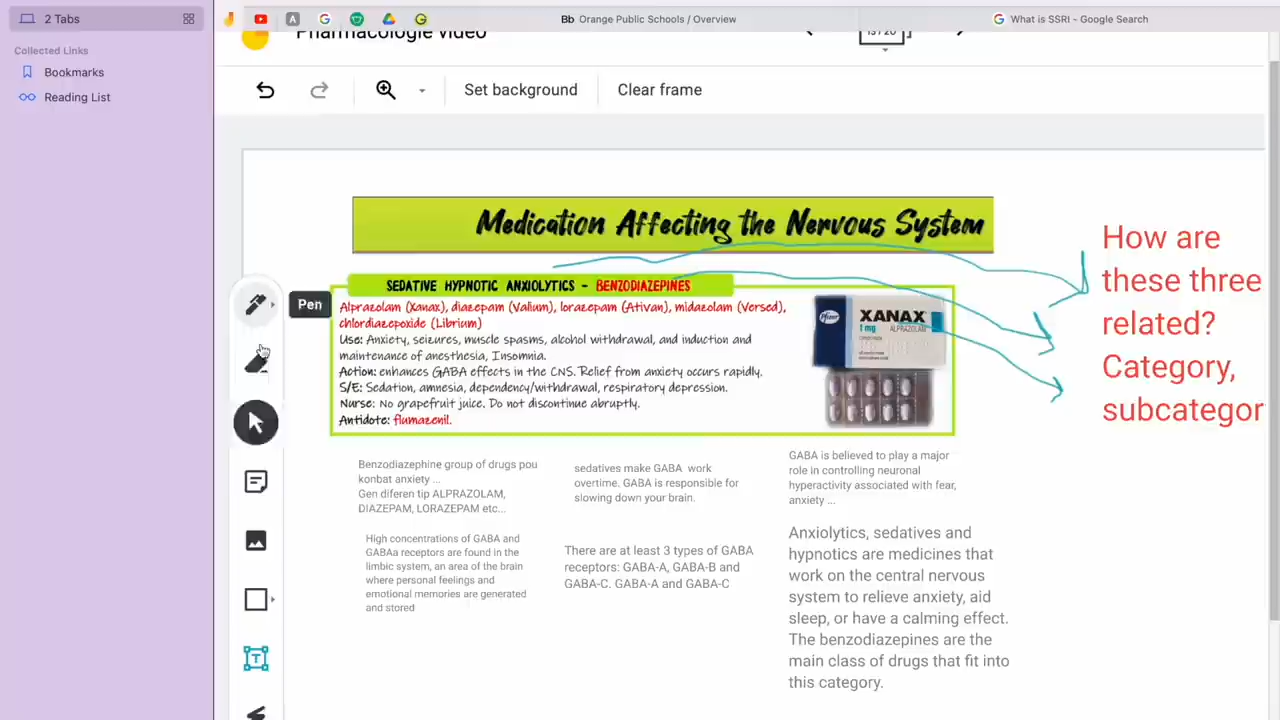 2 Tabs
Collected Links
Bookmarks
Reading List
Bb Orange Public Schools / Overview
What is SSRI - Google Search
Pharmacologie video
13 / 20
Set background
Clear frame
Medication Affecting the Nervous System
Pen
SEDATIVE HYPNOTIC ANXIOLYTICS - BENZODIAZEPINES
Alprazolam (Xanax), diazepam (Valium), lorazepam (Ativan), midazolam (Versed),
chlordiazepoxide (Librium)
Use: Anxiety, seizures, muscle spasms, alcohol withdrawal, and induction and
maintenance of anesthesia, Insomnia.
Action: enhances GABA effects in the CNS. Relief from anxiety occurs rapidly.
S/E: Sedation, amnesia, dependency/withdrawal, respiratory depression.
Nurse: No grapefruit juice. Do not discontinue abruptly.
Antidote: flumazenil.
Pfizer
XANAX
1 mg ALPRAZOLAM
How are
these three
related?
Category,
subcategor
Benzodiazephine group of drugs pou
konbat anxiety ...
Gen diferen tip ALPRAZOLAM,
DIAZEPAM, LORAZEPAM etc...
sedatives make GABA work
overtime. GABA is responsible for
slowing down your brain.
GABA is believed to play a major
role in controlling neuronal
hyperactivity associated with fear,
anxiety ...
High concentrations of GABA and
GABAa receptors are found in the
limbic system, an area of the brain
where personal feelings and
emotional memories are generated
and stored
There are at least 3 types of GABA
receptors: GABA-A, GABA-B and
GABA-C. GABA-A and GABA-C
Anxiolytics, sedatives and
hypnotics are medicines that
work on the central nervous
system to relieve anxiety, aid
sleep, or have a calming effect.
The benzodiazepines are the
main class of drugs that fit into
this category.